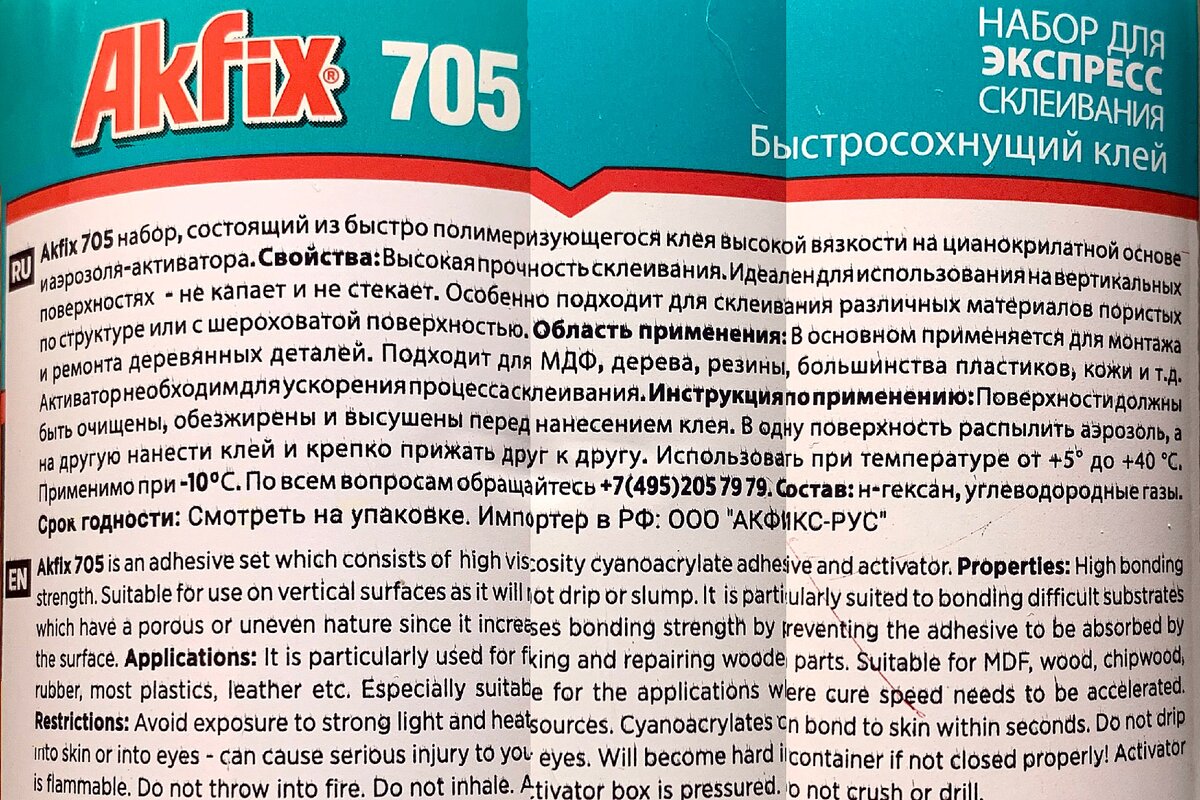 Akfix® 705
НАБОР ДЛЯ
ЭКСПРЕСС
СКЛЕИВАНИЯ
Быстросохнущий клей
RU
Akfix 705 набор, состоящий из быстро полимеризующегося клея высокой вязкости на цианокрилатной основе
и аэрозоля-активатора. Свойства: Высокая прочность склеивания. Идеален для использования на вертикальных
поверхностях - не капает и не стекает. Особенно подходит для склеивания различных материалов пористых
по структуре или с шероховатой поверхностью. Область применения: В основном применяется для монтажа
и ремонта деревянных деталей. Подходит для МДФ, дерева, резины, большинства пластиков, кожи и т.д.
Активатор необходим для ускорения процесса склеивания. Инструкция по применению: Поверхности должны
быть очищены, обезжирены и высушены перед нанесением клея. В одну поверхность распылить аэрозоль, а
на другую нанести клей и крепко прижать друг к другу. Использовать при температуре от +5° до +40 °C.
Применимо при -10°C. По всем вопросам обращайтесь +7(495)205 79 79. Состав: н-гексан, углеводородные газы.
Срок годности: Смотреть на упаковке. Импортер в РФ: ООО "АКФИКС-РУС"
EN
Akfix 705 is an adhesive set which consists of high viscosity cyanoacrylate adhesive and activator. Properties: High bonding
strength. Suitable for use on vertical surfaces as it will not drip or slump. It is particularly suited to bonding difficult substrates
which have a porous or uneven nature since it increases bonding strength by preventing the adhesive to be absorbed by
the surface. Applications: It is particularly used for fixing and repairing wooden parts. Suitable for MDF, wood, chipwood,
rubber, most plastics, leather etc. Especially suitable for the applications were cure speed needs to be accelerated.
Restrictions: Avoid exposure to strong light and heat sources. Cyanoacrylates can bond to skin within seconds. Do not drip
into skin or into eyes - can cause serious injury to you eyes. Will become hard in container if not closed properly! Activator
is flammable. Do not throw into fire. Do not inhale. Activator box is pressured. Do not crush or drill.